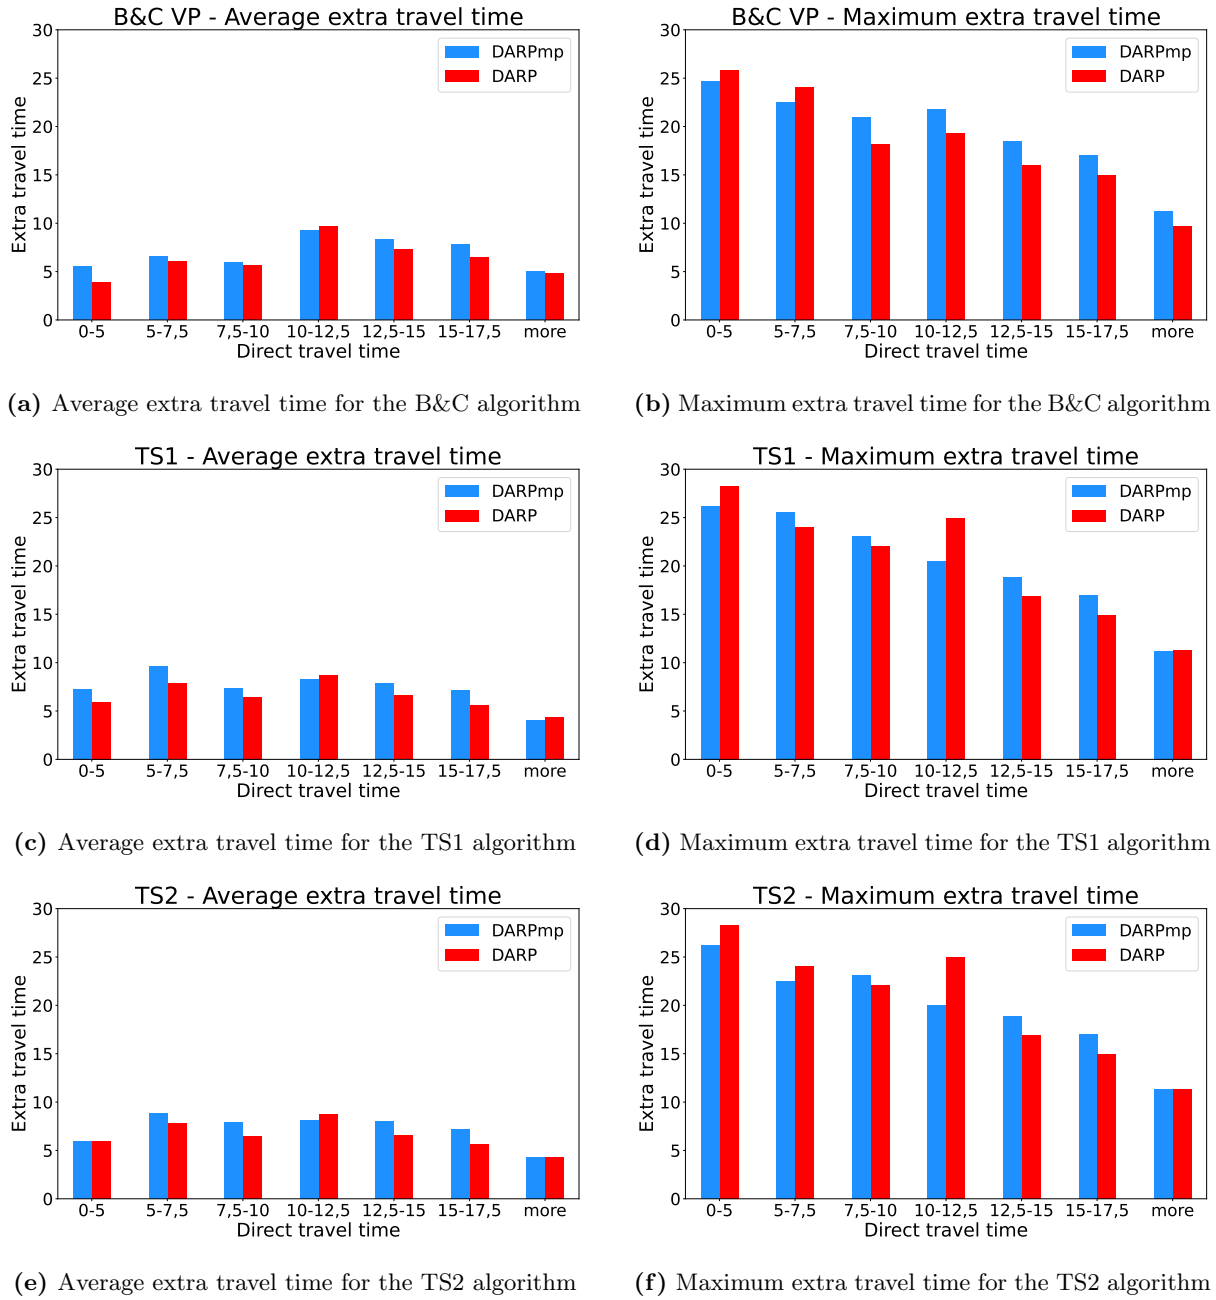 B&C VP - Average extra travel time
30
25
20
15
10
5
0
Extra travel time
DARPmp
DARP
0-5 5-7,5 7,5-10 10-12,5 12,5-15 15-17,5 more
Direct travel time
(a) Average extra travel time for the B&C algorithm
B&C VP - Maximum extra travel time
30
25
20
15
10
5
0
Extra travel time
DARPmp
DARP
0-5 5-7,5 7,5-10 10-12,5 12,5-15 15-17,5 more
Direct travel time
(b) Maximum extra travel time for the B&C algorithm
TS1 - Average extra travel time
30
25
20
15
10
5
0
Extra travel time
DARPmp
DARP
0-5 5-7,5 7,5-10 10-12,5 12,5-15 15-17,5 more
Direct travel time
(c) Average extra travel time for the TS1 algorithm
TS1 - Maximum extra travel time
30
25
20
15
10
5
0
Extra travel time
DARPmp
DARP
0-5 5-7,5 7,5-10 10-12,5 12,5-15 15-17,5 more
Direct travel time
(d) Maximum extra travel time for the TS1 algorithm
TS2 - Average extra travel time
30
25
20
15
10
5
0
Extra travel time
DARPmp
DARP
0-5 5-7,5 7,5-10 10-12,5 12,5-15 15-17,5 more
Direct travel time
(e) Average extra travel time for the TS2 algorithm
TS2 - Maximum extra travel time
30
25
20
15
10
5
0
Extra travel time
DARPmp
DARP
0-5 5-7,5 7,5-10 10-12,5 12,5-15 15-17,5 more
Direct travel time
(f) Maximum extra travel time for the TS2 algorithm